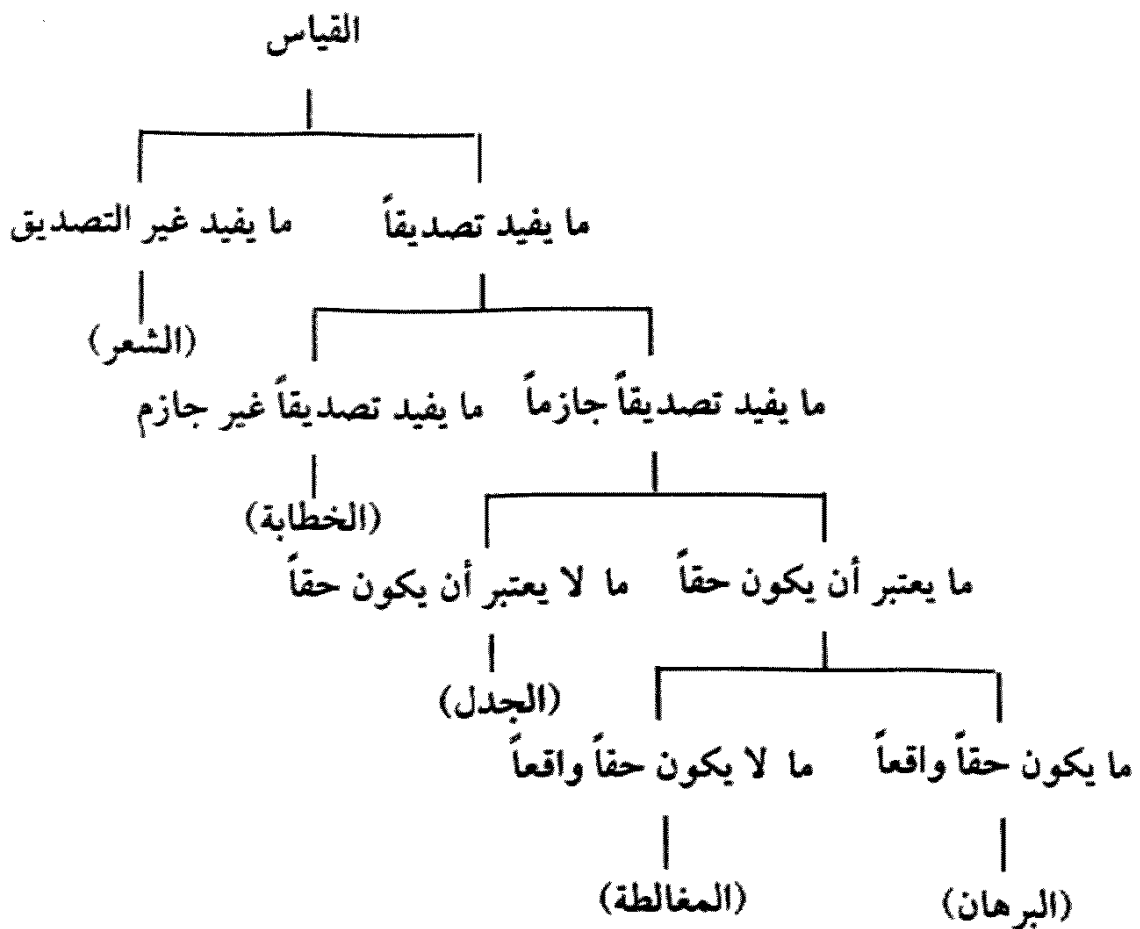 القياس
ما يفيد تصديقاً ما يفيد غير التصديق
(الشعر)
ما يفيد تصديقاً جازماً ما يفيد تصديقاً غير جازم
(الخطابة)
ما يعتبر أن يكون حقاً ما لا يعتبر أن يكون حقاً
(الجدل)
ما يكون حقاً واقعاً ما لا يكون حقاً واقعاً
(البرهان) (المغالطة)